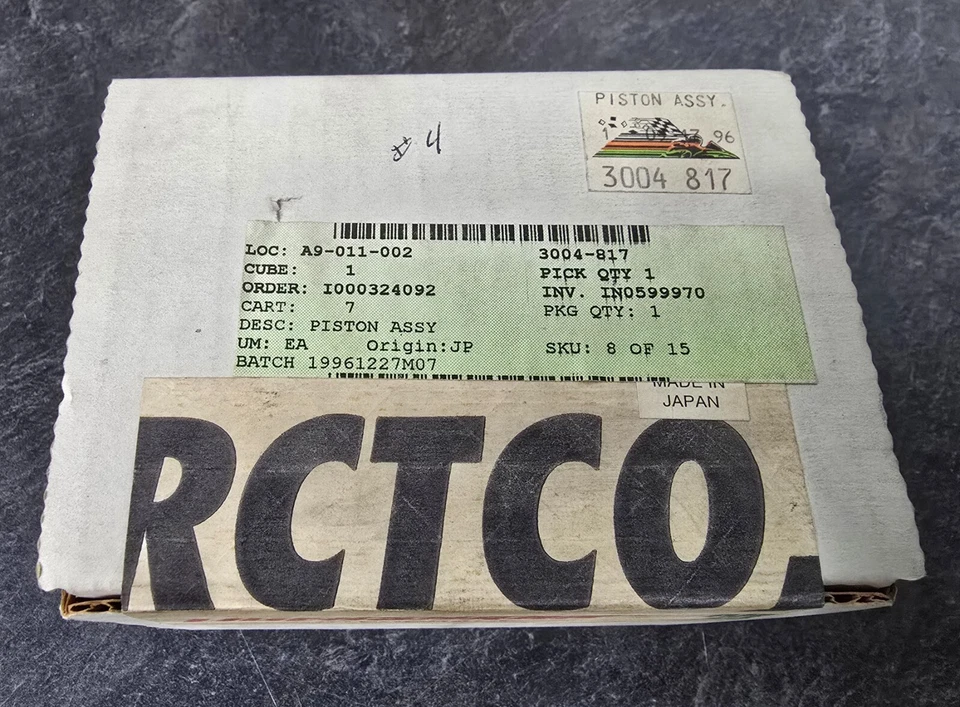 # 4
PISTON ASSY.
96
3004 817
LOC: A9-011-002 3004-817
CUBE: 1 PICK QTY 1
ORDER: I000324092 INV. IN0599970
CART: 7 PKG QTY: 1
DESC: PISTON ASSY
UM: EA Origin:JP SKU: 8 OF 15
BATCH 19961227M07
MADE IN
JAPAN
RCTCO.